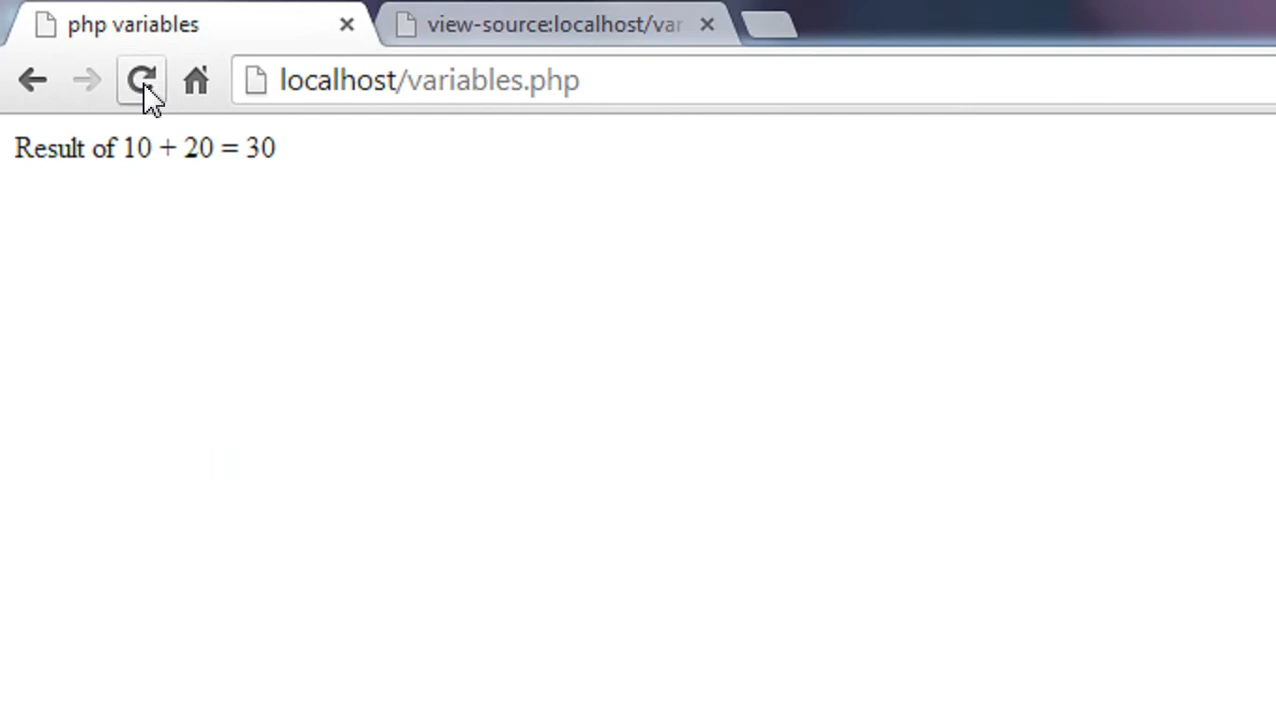 php variables
view-source:localhost/var
localhost/variables.php
Result of 10 + 20 = 30